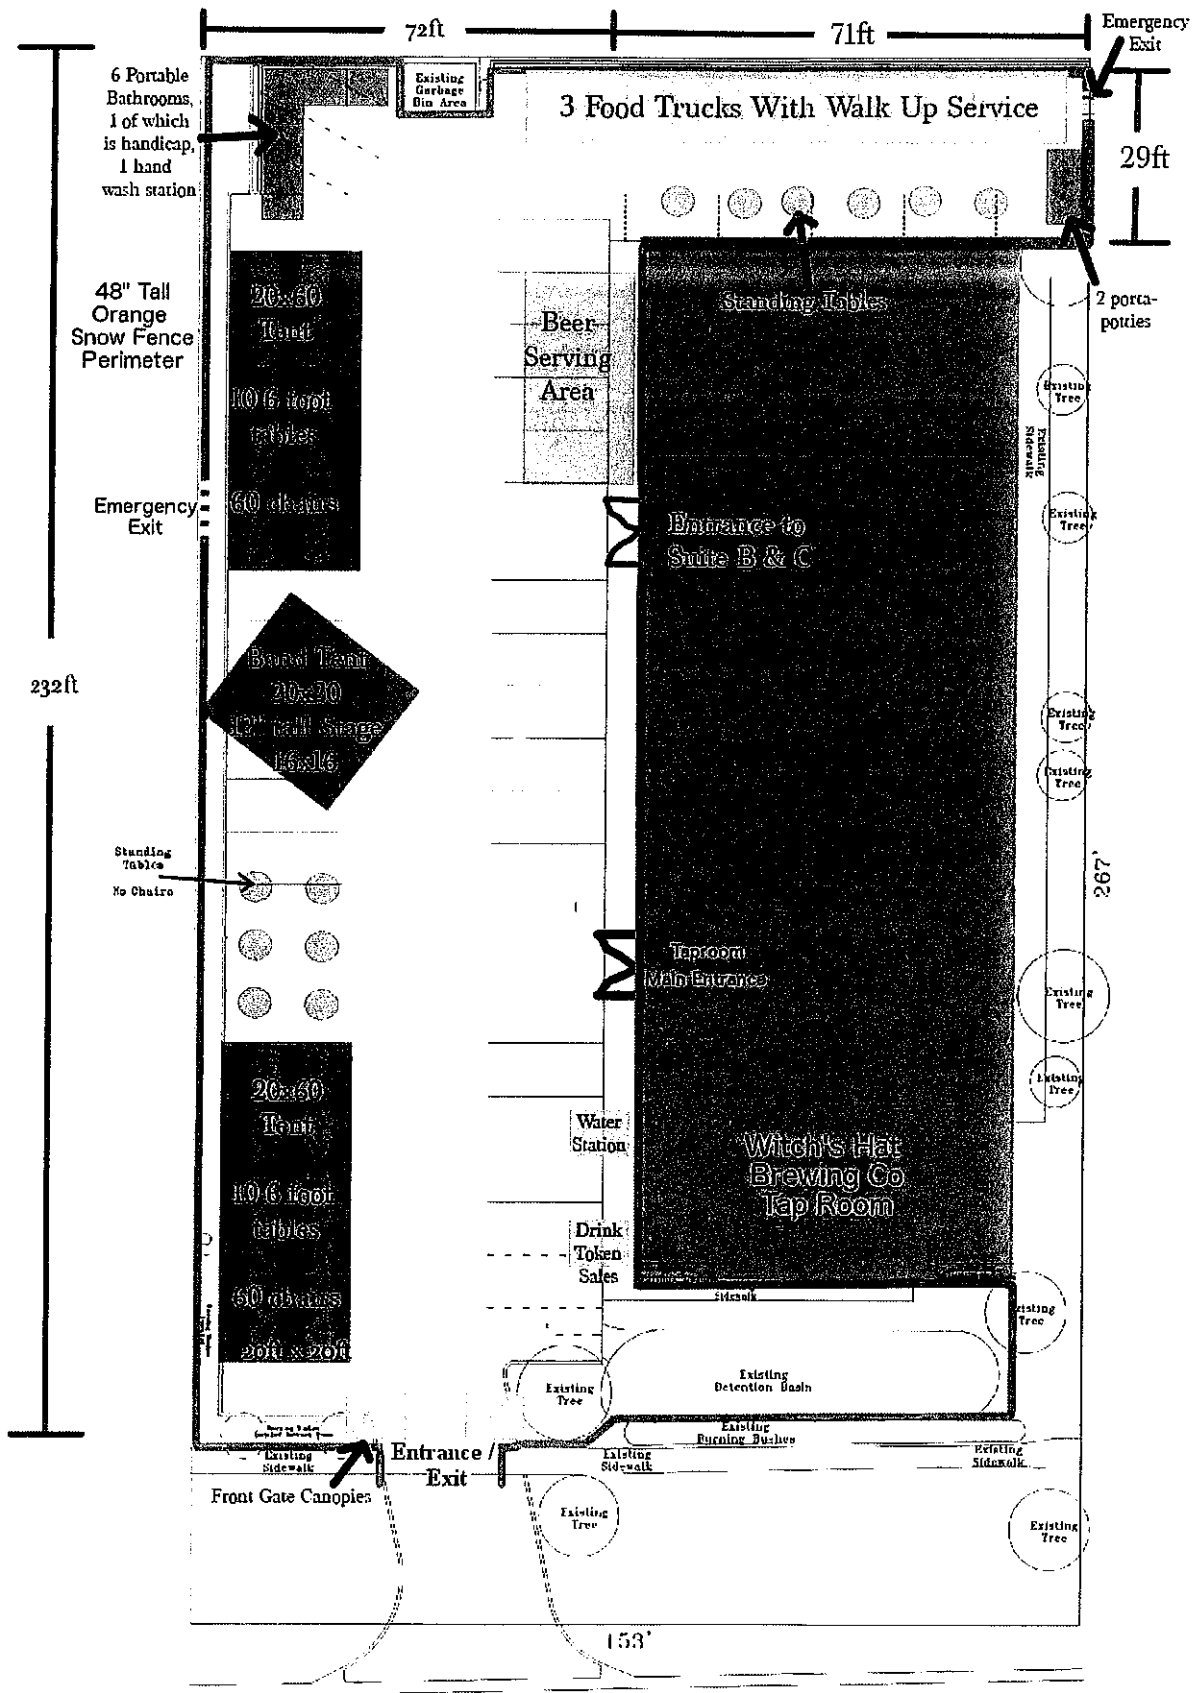 72ft
71ft
Emergency
Exit
6 Portable
Bathrooms,
1 of which
is handicap,
1 hand
wash station
Existing
Garbage
Bin Area
3 Food Trucks With Walk Up Service
29ft
48" Tall
Orange
Snow Fence
Perimeter
20x60
Tent
10 6 foot
tables
60 chairs
Beer
Serving
Area
Standing Tables
2 porta-
potties
Existing
Tree
Existing
Sidewalk
Emergency
Exit
Entrance to
Suite B & C
Existing
Tree
232ft
Band Tent
20x20
12" tall Stage
16x16
Existing
Tree
Existing
Tree
Standing
Tables
No Chairs
267'
Taproom
Main Entrance
Existing
Tree
Existing
Tree
20x60
Tent
10 6 foot
tables
60 chairs
20ft x 20ft
Water
Station
Witch's Hat
Brewing Co
Tap Room
Drink
Token
Sales
Sidewalk
Existing
Tree
Existing
Tree
Existing
Detention Basin
Existing
Burning Bushes
Existing
Sidewalk
Entrance /
Exit
Existing
Sidewalk
Existing
Sidewalk
Front Gate Canopies
Existing
Tree
Existing
Tree
153'